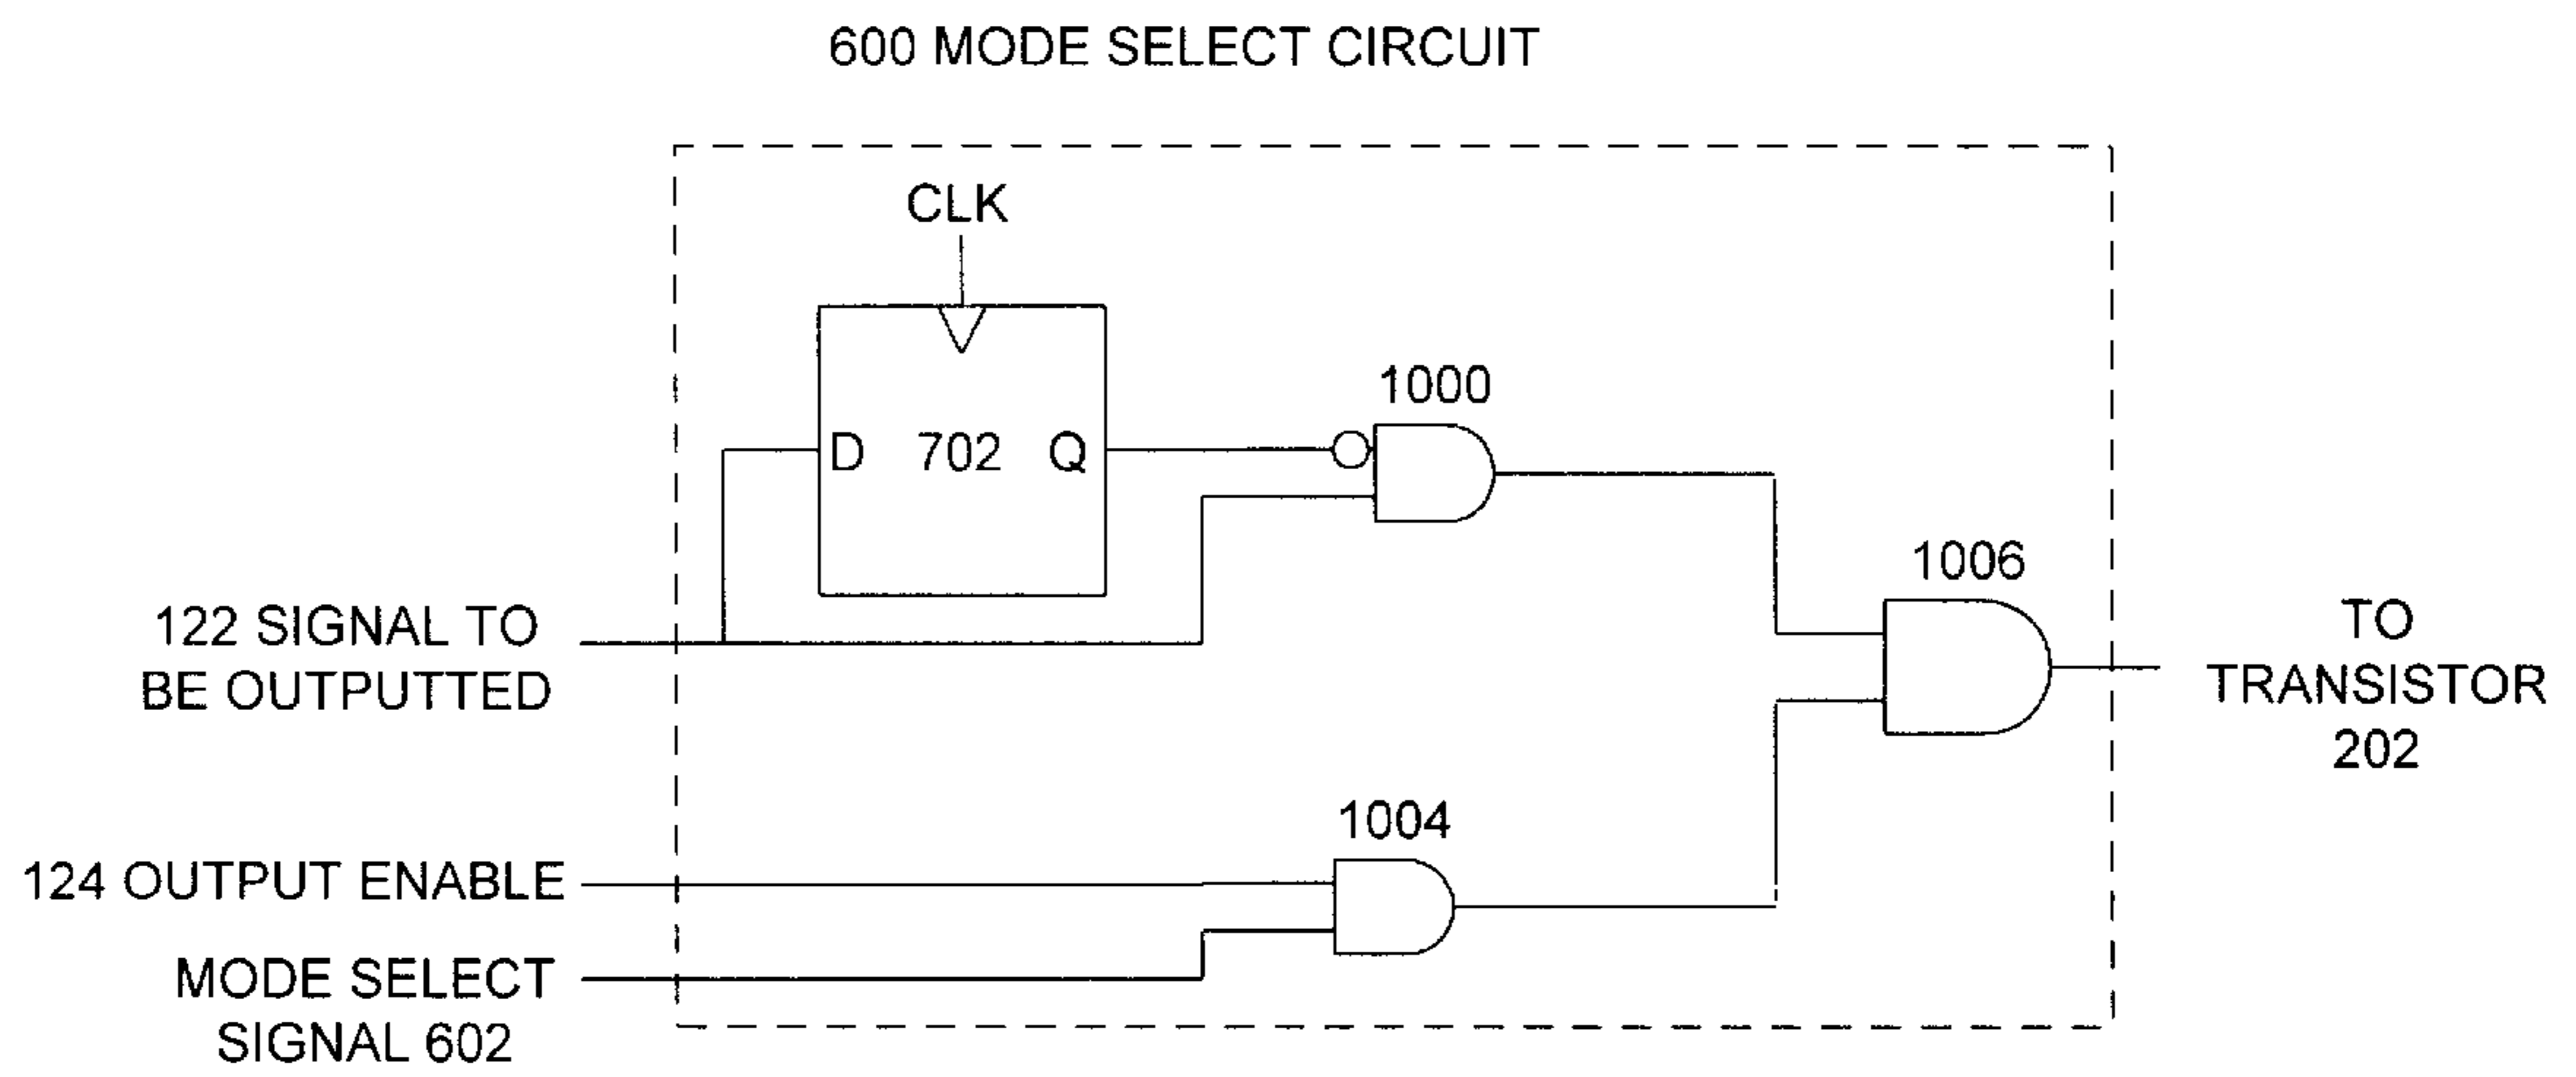 600 MODE SELECT CIRCUIT
CLK
D 702 Q
1000
1006
122 SIGNAL TO
BE OUTPUTTED
TO
TRANSISTOR
202
1004
124 OUTPUT ENABLE
MODE SELECT
SIGNAL 602